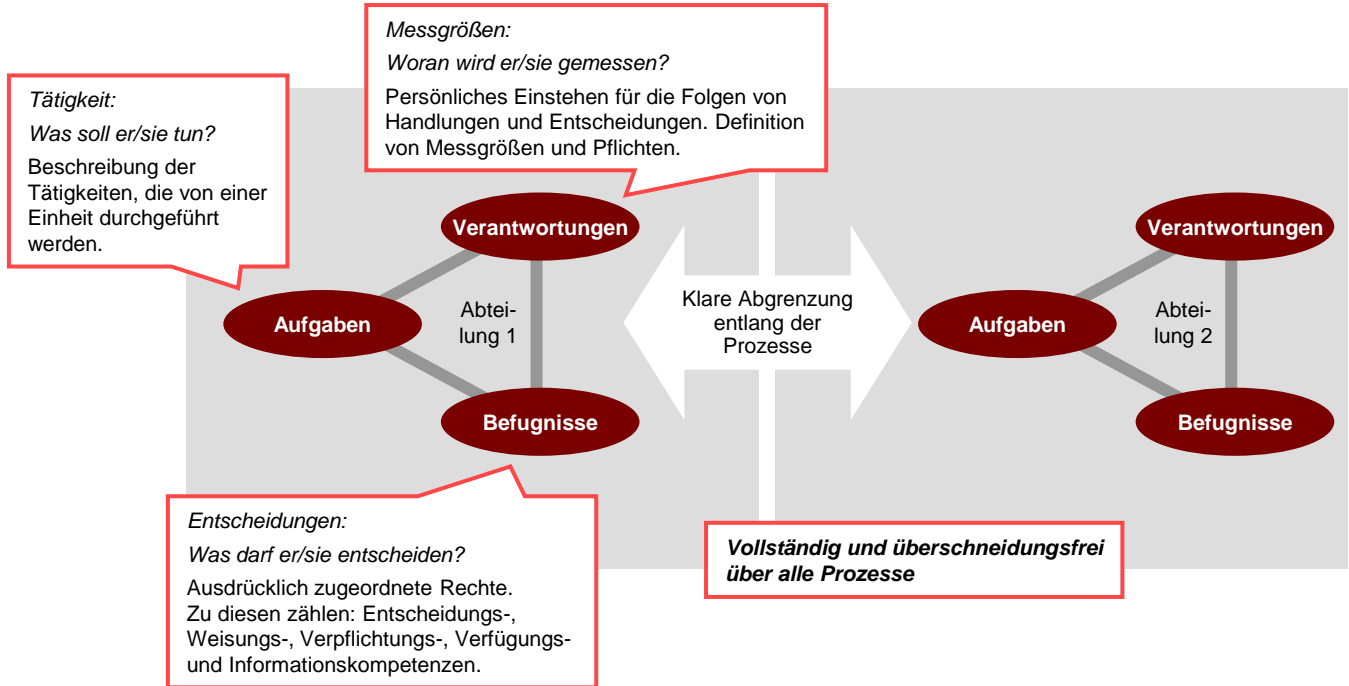 Messgrößen:
Woran wird er/sie gemessen?
Persönliches Einstehen für die Folgen von
Handlungen und Entscheidungen. Definition
von Messgrößen und Pflichten.
Tätigkeit:
Was soll er/sie tun?
Beschreibung der
Tätigkeiten, die von einer
Einheit durchgeführt
werden.
Verantwortungen
Aufgaben
Abtei-
lung 1
Befugnisse
Klare Abgrenzung
entlang der
Prozesse
Verantwortungen
Aufgaben
Abtei-
lung 2
Befugnisse
Entscheidungen:
Was darf er/sie entscheiden?
Ausdrücklich zugeordnete Rechte.
Zu diesen zählen: Entscheidungs-,
Weisungs-, Verpflichtungs-, Verfügungs-
und Informationskompetenzen.
Vollständig und überschneidungsfrei
über alle Prozesse